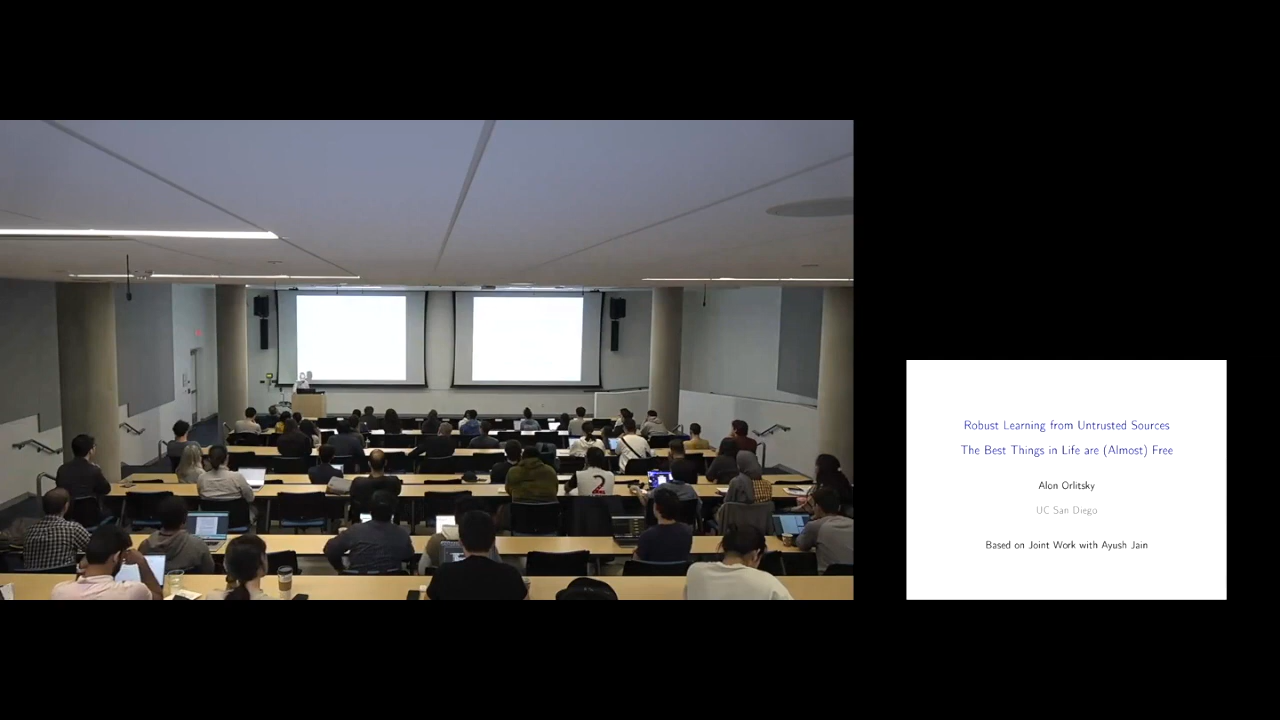 Robust Learning from Untrusted Sources
The Best Things in Life are (Almost) Free
Alon Orlitsky
UC San Diego
Based on Joint Work with Ayush Jain
2